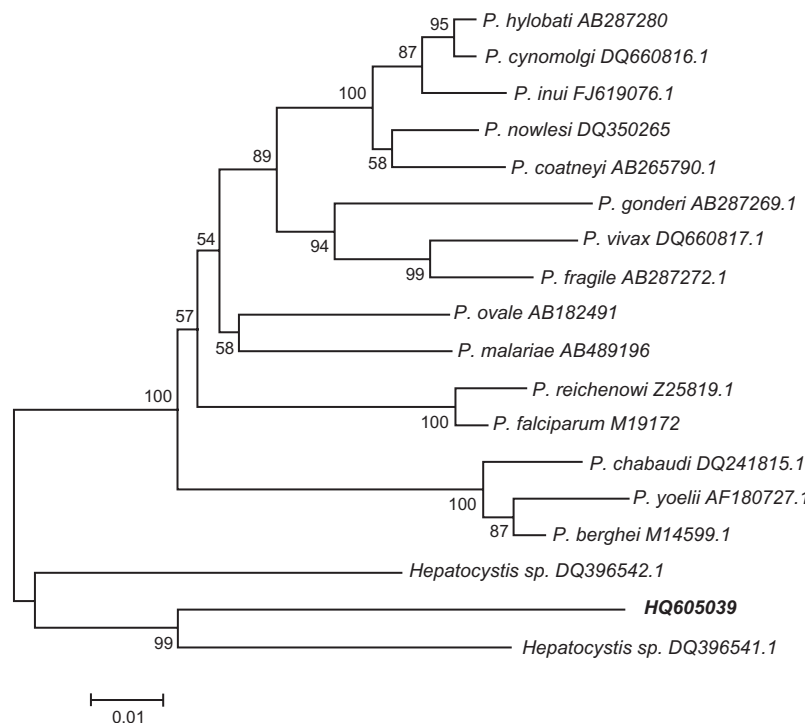 95
P. hylobati AB287280
87
P. cynomolgi DQ660816.1
100
P. inui FJ619076.1
P. nowlesi DQ350265
58
P. coatneyi AB265790.1
89
P. gonderi AB287269.1
94
P. vivax DQ660817.1
99
P. fragile AB287272.1
54
P. ovale AB182491
58
P. malariae AB489196
57
P. reichenowi Z25819.1
100
P. falciparum M19172
100
P. chabaudi DQ241815.1
100
P. yoelii AF180727.1
87
P. berghei M14599.1
Hepatocystis sp. DQ396542.1
HQ605039
99
Hepatocystis sp. DQ396541.1
0.01